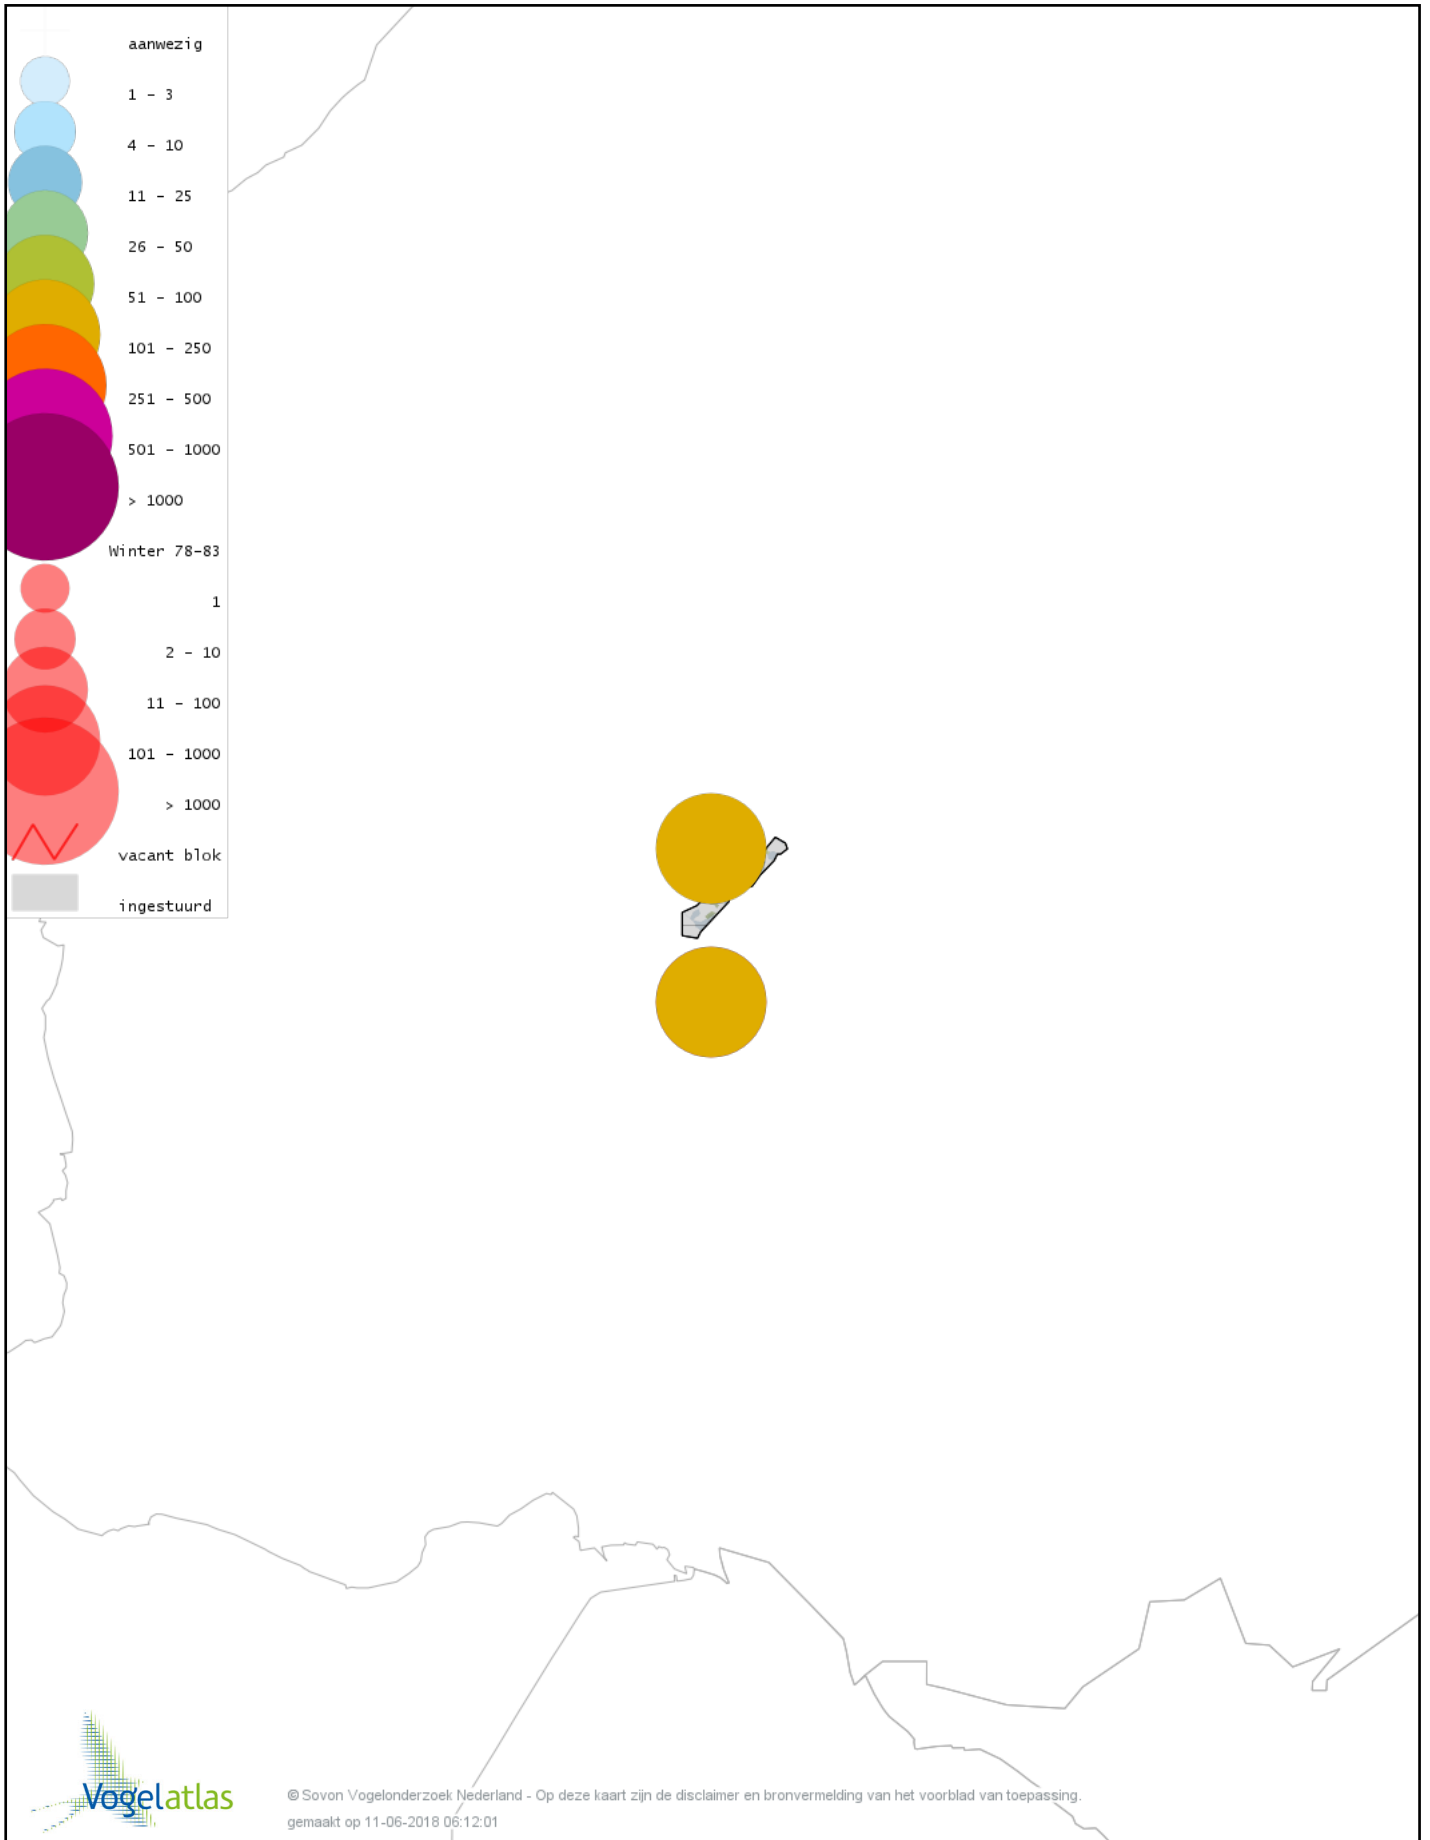 aanwezig
1 - 3
4 - 10
11 - 25
26 - 50
51 - 100
101 - 250
251 - 500
501 - 1000
> 1000
Winter 78-83
1
2 - 10
11 - 100
101 - 1000
> 1000
vacant blok
ingestuurd
Vogelatlas
© Sovon Vogelonderzoek Nederland - Op deze kaart zijn de disclaimer en bronvermelding van het voorblad van toepassing.
gemaakt op 11-06-2018 06:12:01